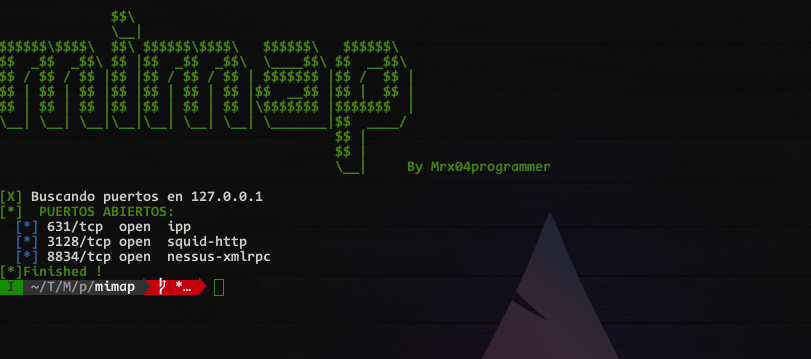 mimap
By Mrx04programmer
[X] Buscando puertos en 127.0.0.1
[*]  PUERTOS ABIERTOS:
[*] 631/tcp  open  ipp
[*] 3128/tcp open  squid-http
[*] 8834/tcp open  nessus-xmlrpc
[*]Finished !
I ~/T/M/p/mimap *…